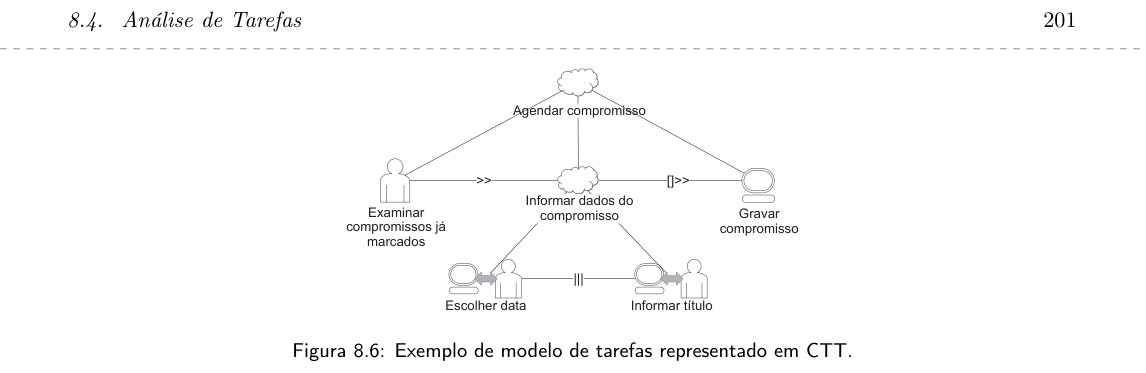 8.4. Análise de Tarefas 201
Agendar compromisso
>> []>>
Examinar
compromissos já
marcados
Informar dados do
compromisso
Gravar
compromisso
|||
Escolher data
Informar título
Figura 8.6: Exemplo de modelo de tarefas representado em CTT.